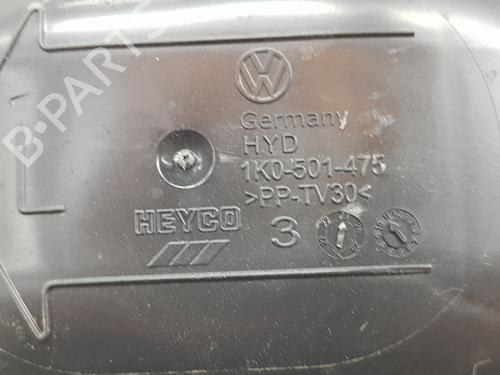 Germany
HYD
1K0-501-475
>PP-TV30<
HEYCO
3
B-PARTS